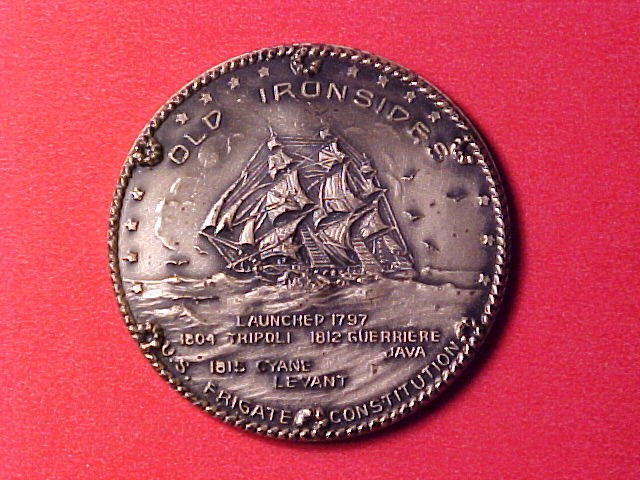 OLD IRONSIDES
LAUNCHED 1797
1804 TRIPOLI 1812 GUERRIERE
JAVA
1815 CYANE
LEVANT
U.S. FRIGATE CONSTITUTION